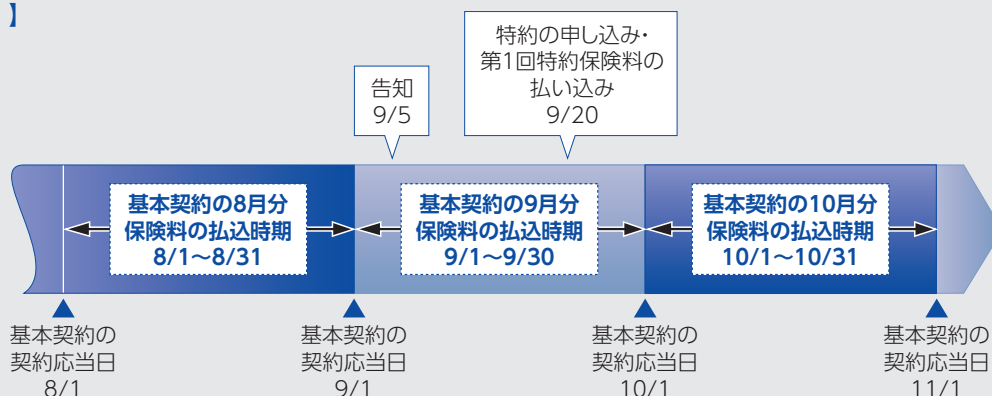 】
特約の申し込み・
第1回特約保険料の
払い込み
9/20
告知
9/5
基本契約の8月分
保険料の払込時期
8/1～8/31
基本契約の9月分
保険料の払込時期
9/1～9/30
基本契約の10月分
保険料の払込時期
10/1～10/31
基本契約の
契約応当日
8/1
基本契約の
契約応当日
9/1
基本契約の
契約応当日
10/1
基本契約の
契約応当日
11/1